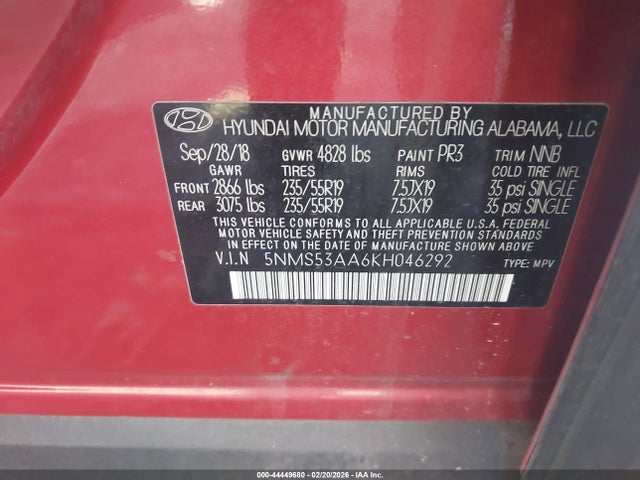 MANUFACTURED BY
HYUNDAI MOTOR MANUFACTURING ALABAMA, LLC
Sep/28/18 GVWR 4828 lbs PAINT PR3 TRIM NNB
GAWR TIRES RIMS COLD TIRE INFL
FRONT 2866 lbs 235/55R19 7.5JX19 35 psi SINGLE
REAR 3075 lbs 235/55R19 7.5JX19 35 psi SINGLE
THIS VEHICLE CONFORMS TO ALL APPLICABLE U.S.A. FEDERAL
MOTOR VEHICLE SAFETY AND THEFT PREVENTION STANDARDS
IN EFFECT ON THE DATE OF MANUFACTURE SHOWN ABOVE
V.I.N 5NMS53AA6KH046292 TYPE: MPV
000-44449680 - 02/20/2026 - IAA Inc.